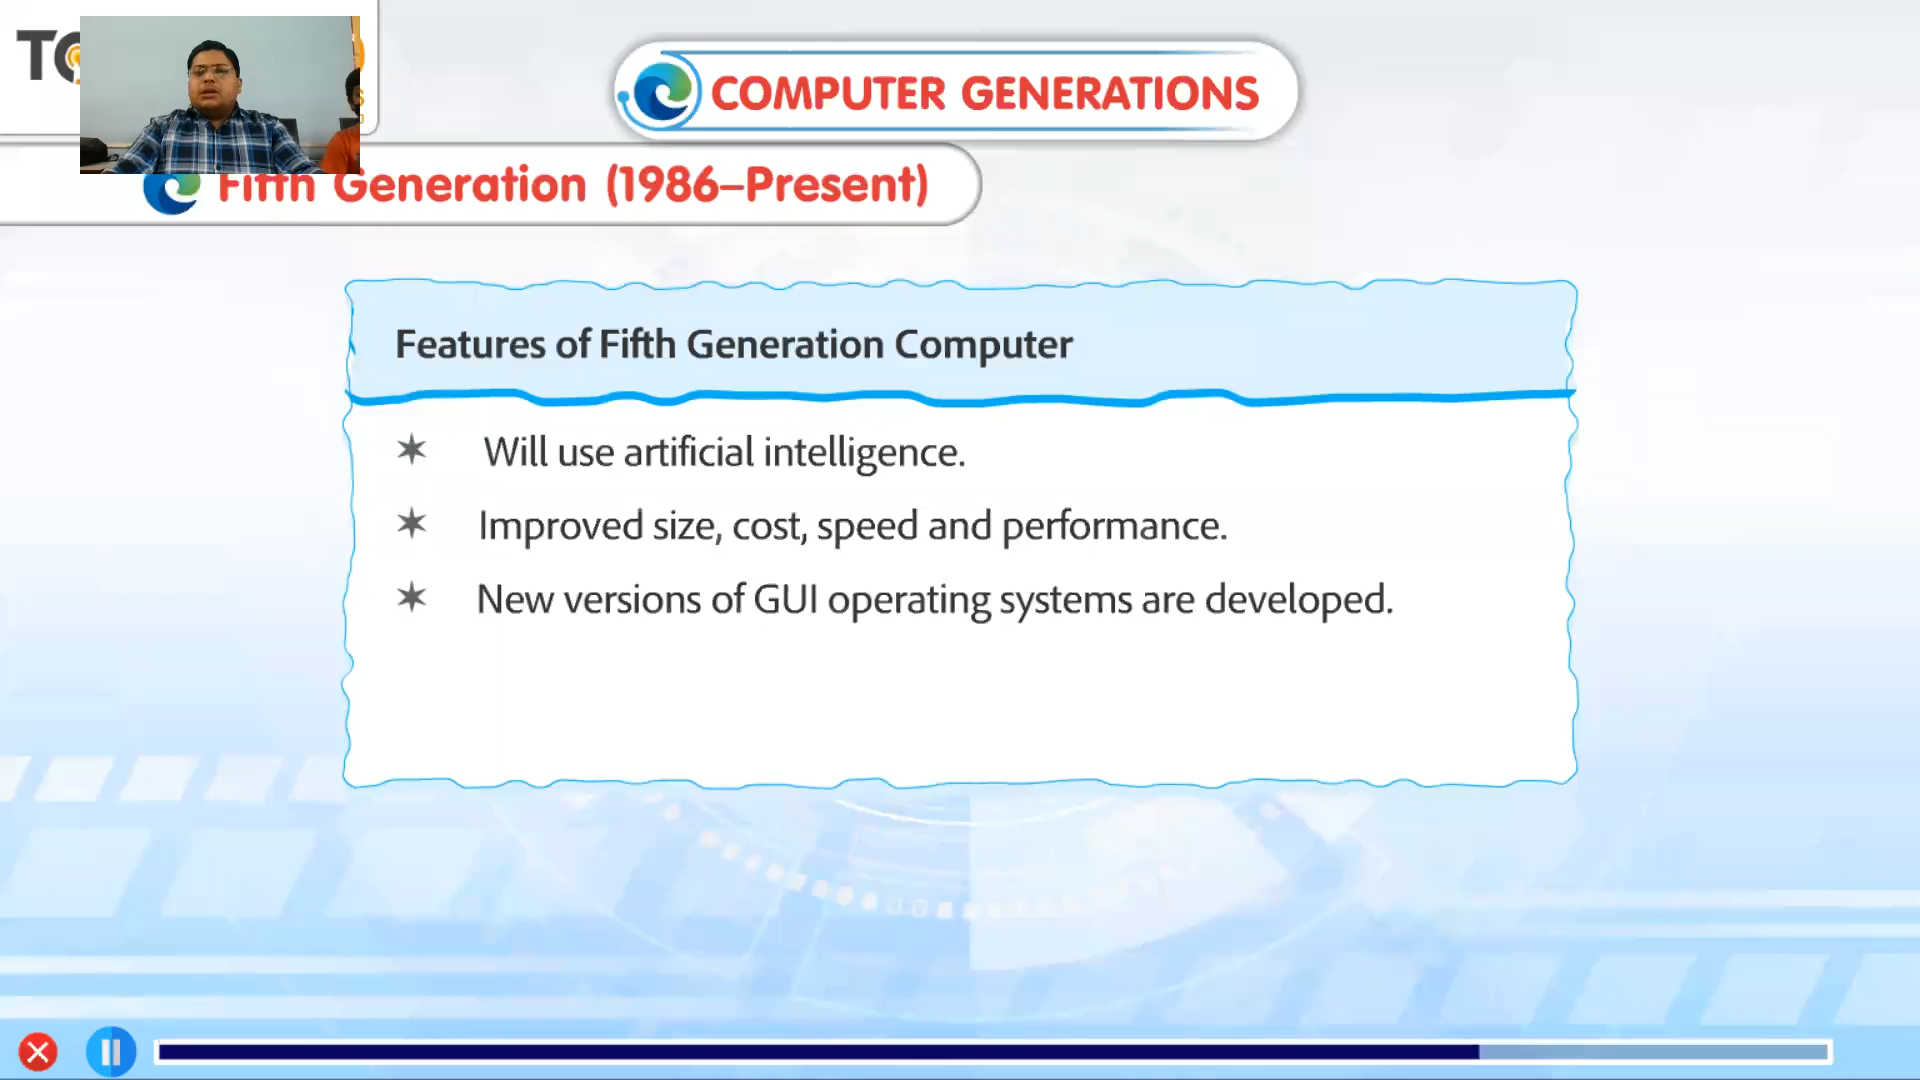 COMPUTER GENERATIONS
Fifth Generation (1986–Present)
Features of Fifth Generation Computer
Will use artificial intelligence.
Improved size, cost, speed and performance.
New versions of GUI operating systems are developed.